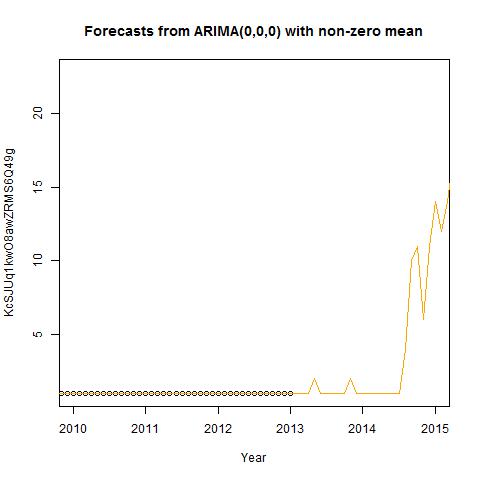 Forecasts from ARIMA(0,0,0) with non-zero mean
KcSJUq1kwO8awZRMS6Q49g
20
15
10
5
2010 2011 2012 2013 2014 2015
Year